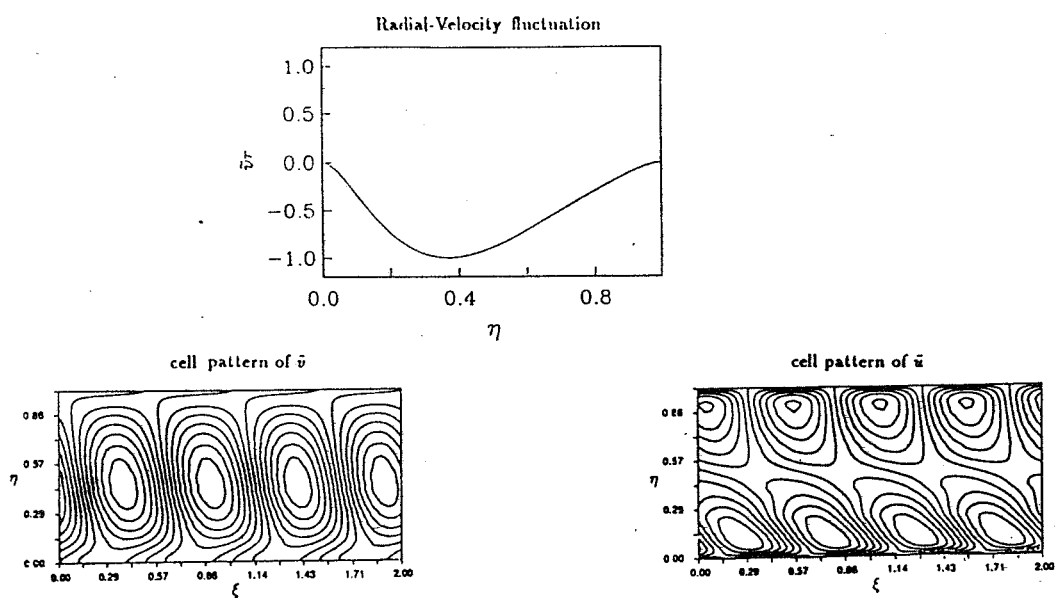 Radial-Velocity fluctuation
1.0
0.5
0.0
−0.5
−1.0
ṽr
0.0 0.4 0.8
η
cell pattern of ṽ
0.86
0.57
0.29
0.00
η
0.00 0.29 0.57 0.86 1.14 1.43 1.71 2.00
ξ
cell pattern of ũ
0.86
0.57
0.29
0.00
η
0.00 0.29 0.57 0.86 1.14 1.43 1.71 2.00
ξ